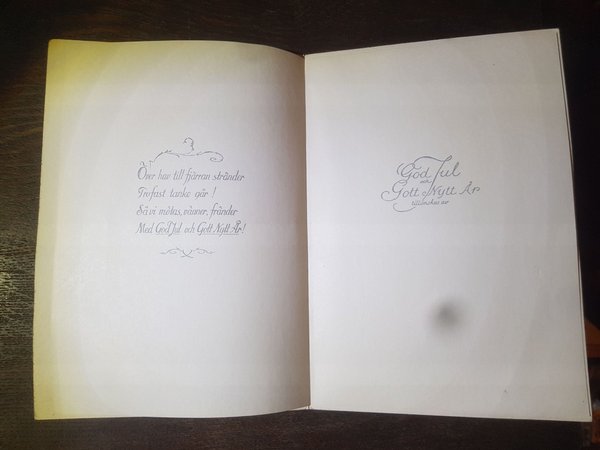 Över hav till fjärran stränder
Trofast tanke går!
Så vi mötas, vänner, fränder
Med God Jul och Gott Nytt År!
God Jul
och
Gott Nytt År
tillönskas av